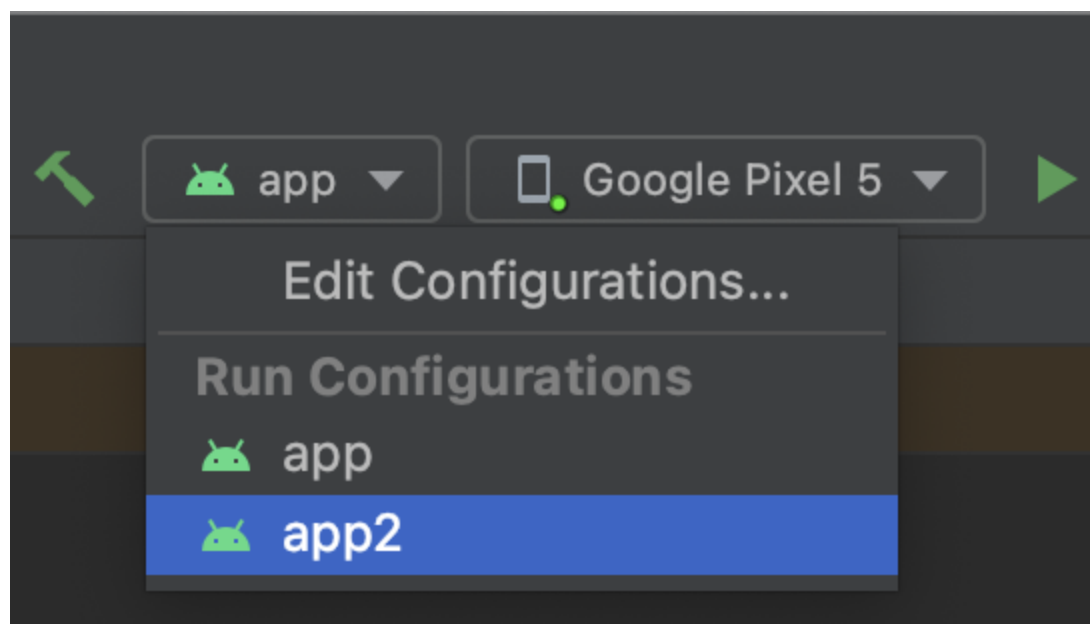 app Google Pixel 5
Edit Configurations...
Run Configurations
app
app2